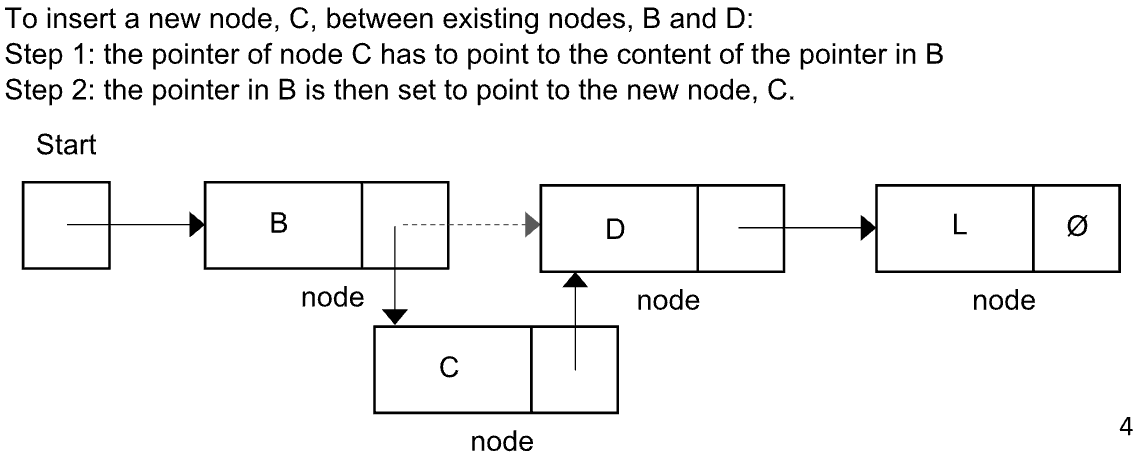 To insert a new node, C, between existing nodes, B and D:
Step 1: the pointer of node C has to point to the content of the pointer in B
Step 2: the pointer in B is then set to point to the new node, C.
Start
B
D
L
Ø
node
node
node
C
node
4